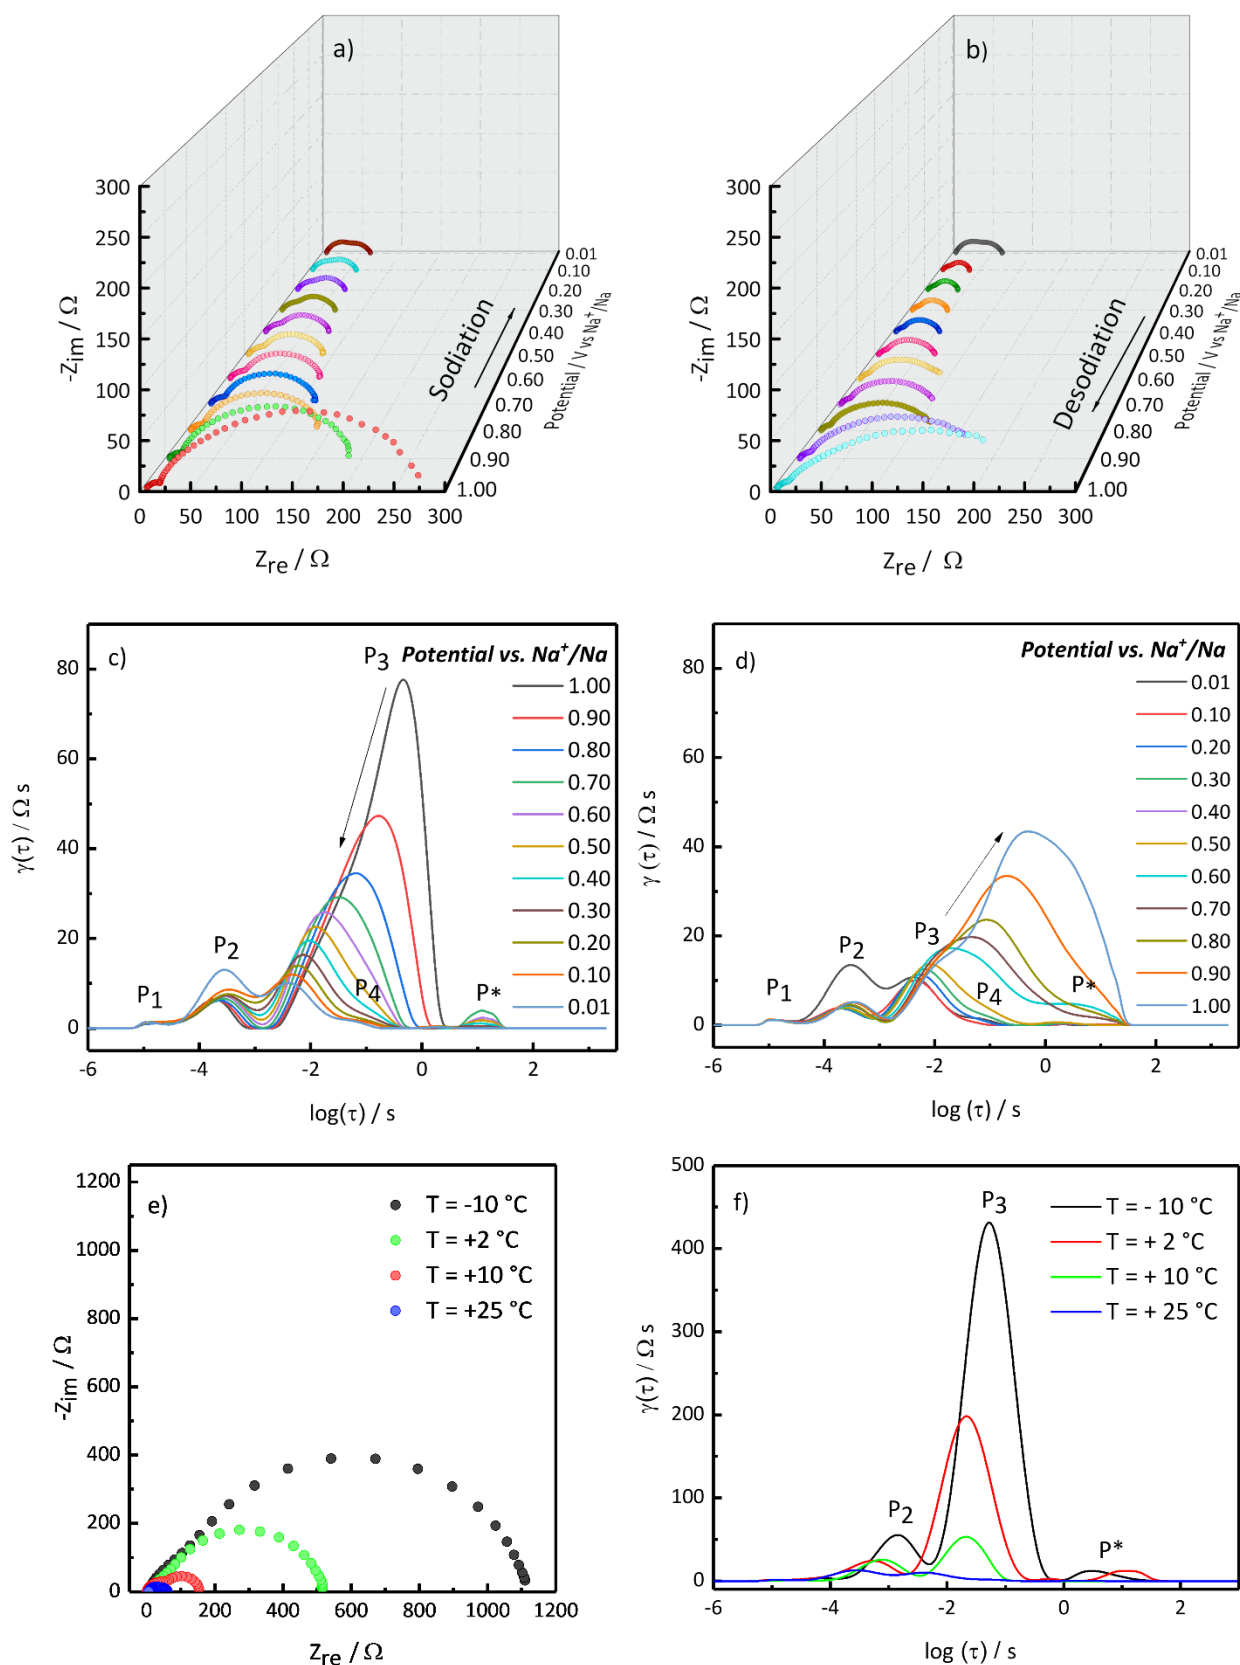 a)
300
250
200
150
100
50
0
-Zim / Ω
0 50 100 150 200 250 300
Zre / Ω
0.01
0.10
0.20
0.30
0.40
0.50
0.60
0.70
0.80
0.90
1.00
Potential / V vs Na⁺/Na
Sodiation
b)
300
250
200
150
100
50
0
-Zim / Ω
0 50 100 150 200 250 300
Zre / Ω
0.01
0.10
0.20
0.30
0.40
0.50
0.60
0.70
0.80
0.90
1.00
Potential / V vs Na⁺/Na
Desodiation
c)
Potential vs. Na⁺/Na
P3
1.00
0.90
0.80
0.70
0.60
0.50
0.40
0.30
0.20
0.10
0.01
P2
P1
P4
P*
80
60
40
20
0
γ(τ) / Ω s
-6 -4 -2 0 2
log(τ) / s
d)
Potential vs. Na⁺/Na
0.01
0.10
0.20
0.30
0.40
0.50
0.60
0.70
0.80
0.90
1.00
P2
P3
P1
P4
P*
80
60
40
20
0
γ (τ) / Ω s
-6 -4 -2 0 2
log (τ) / s
e)
T = -10 °C
T = +2 °C
T = +10 °C
T = +25 °C
1200
1000
800
600
400
200
0
-Zim / Ω
0 200 400 600 800 1000 1200
Zre / Ω
f)
P3
T = - 10 °C
T = + 2 °C
T = + 10 °C
T = + 25 °C
P2
P*
500
400
300
200
100
0
γ(τ) / Ω s
-6 -4 -2 0 2
log (τ) / s